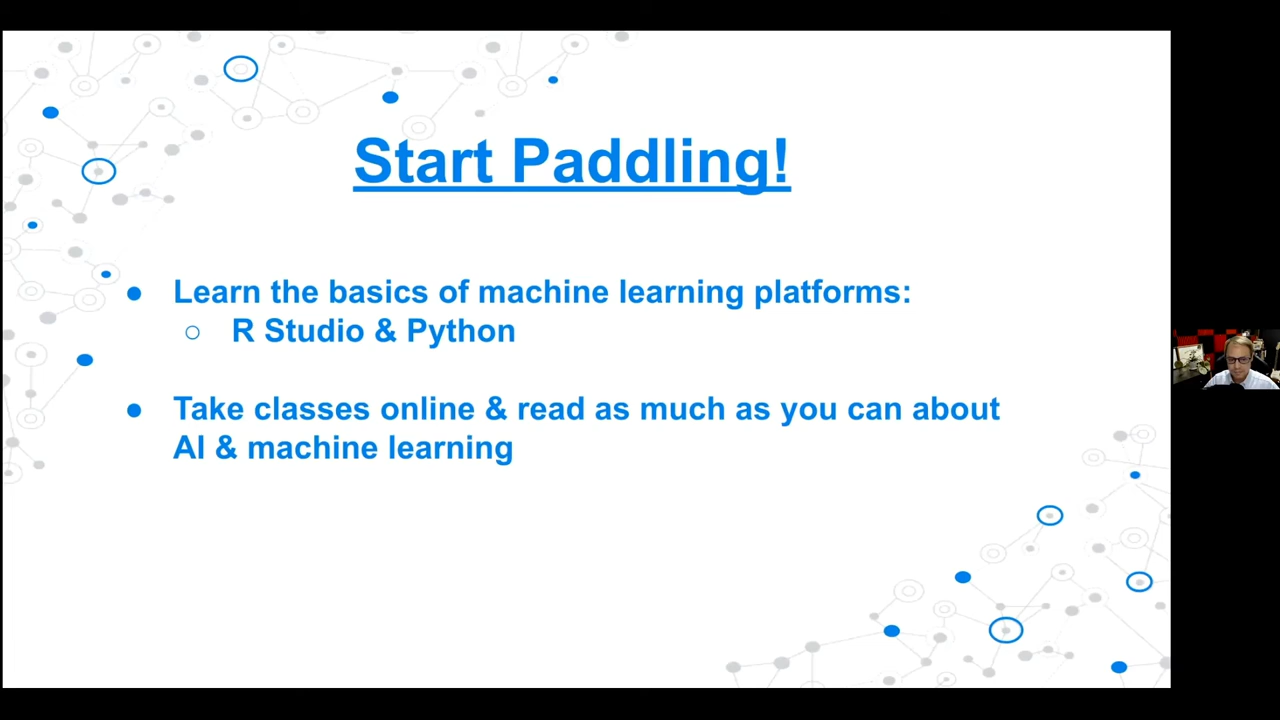 Start Paddling!
● Learn the basics of machine learning platforms:
○ R Studio & Python
● Take classes online & read as much as you can about
AI & machine learning